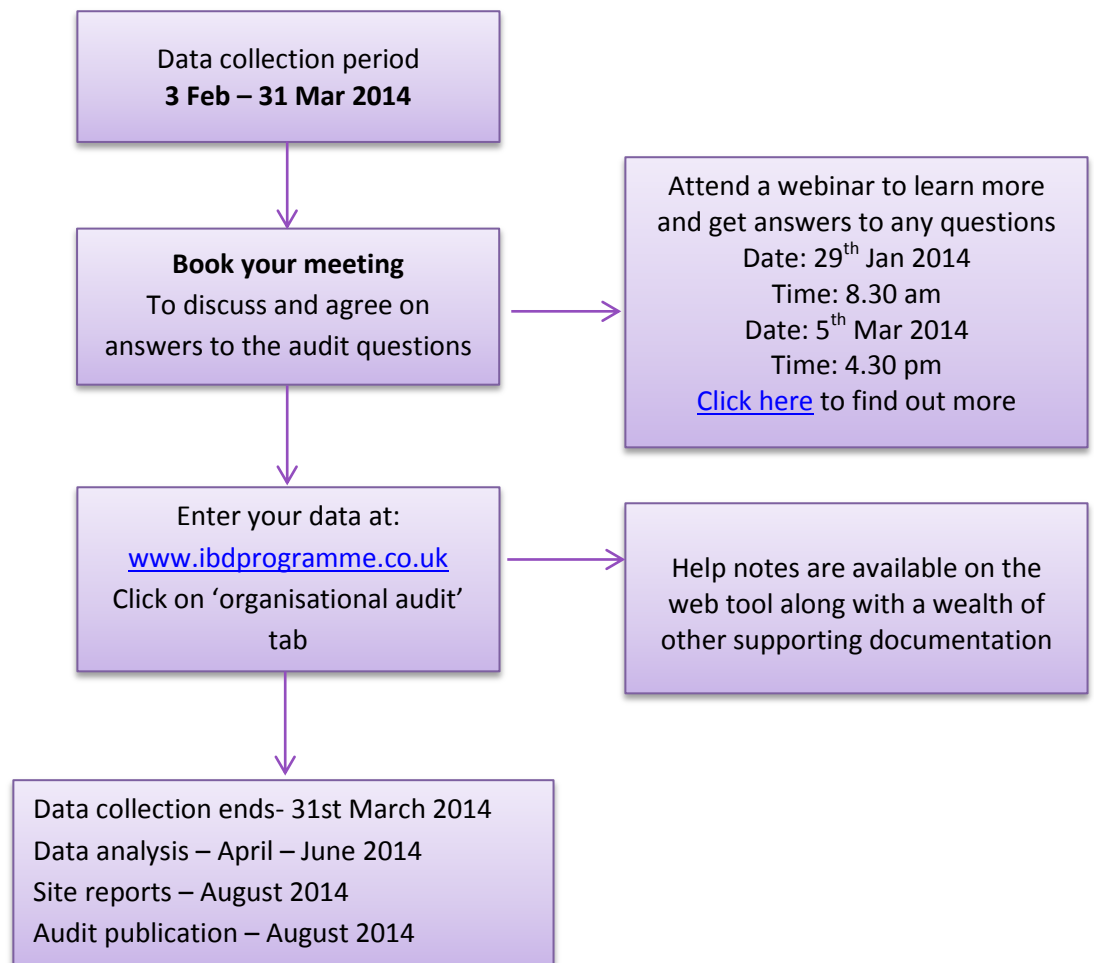 Data collection period
3 Feb – 31 Mar 2014
Attend a webinar to learn more
and get answers to any questions
Date: 29th Jan 2014
Time: 8.30 am
Date: 5th Mar 2014
Time: 4.30 pm
Click here to find out more
Book your meeting
To discuss and agree on
answers to the audit questions
Enter your data at:
www.ibdprogramme.co.uk
Click on ‘organisational audit’
tab
Help notes are available on the
web tool along with a wealth of
other supporting documentation
Data collection ends- 31st March 2014
Data analysis – April – June 2014
Site reports – August 2014
Audit publication – August 2014